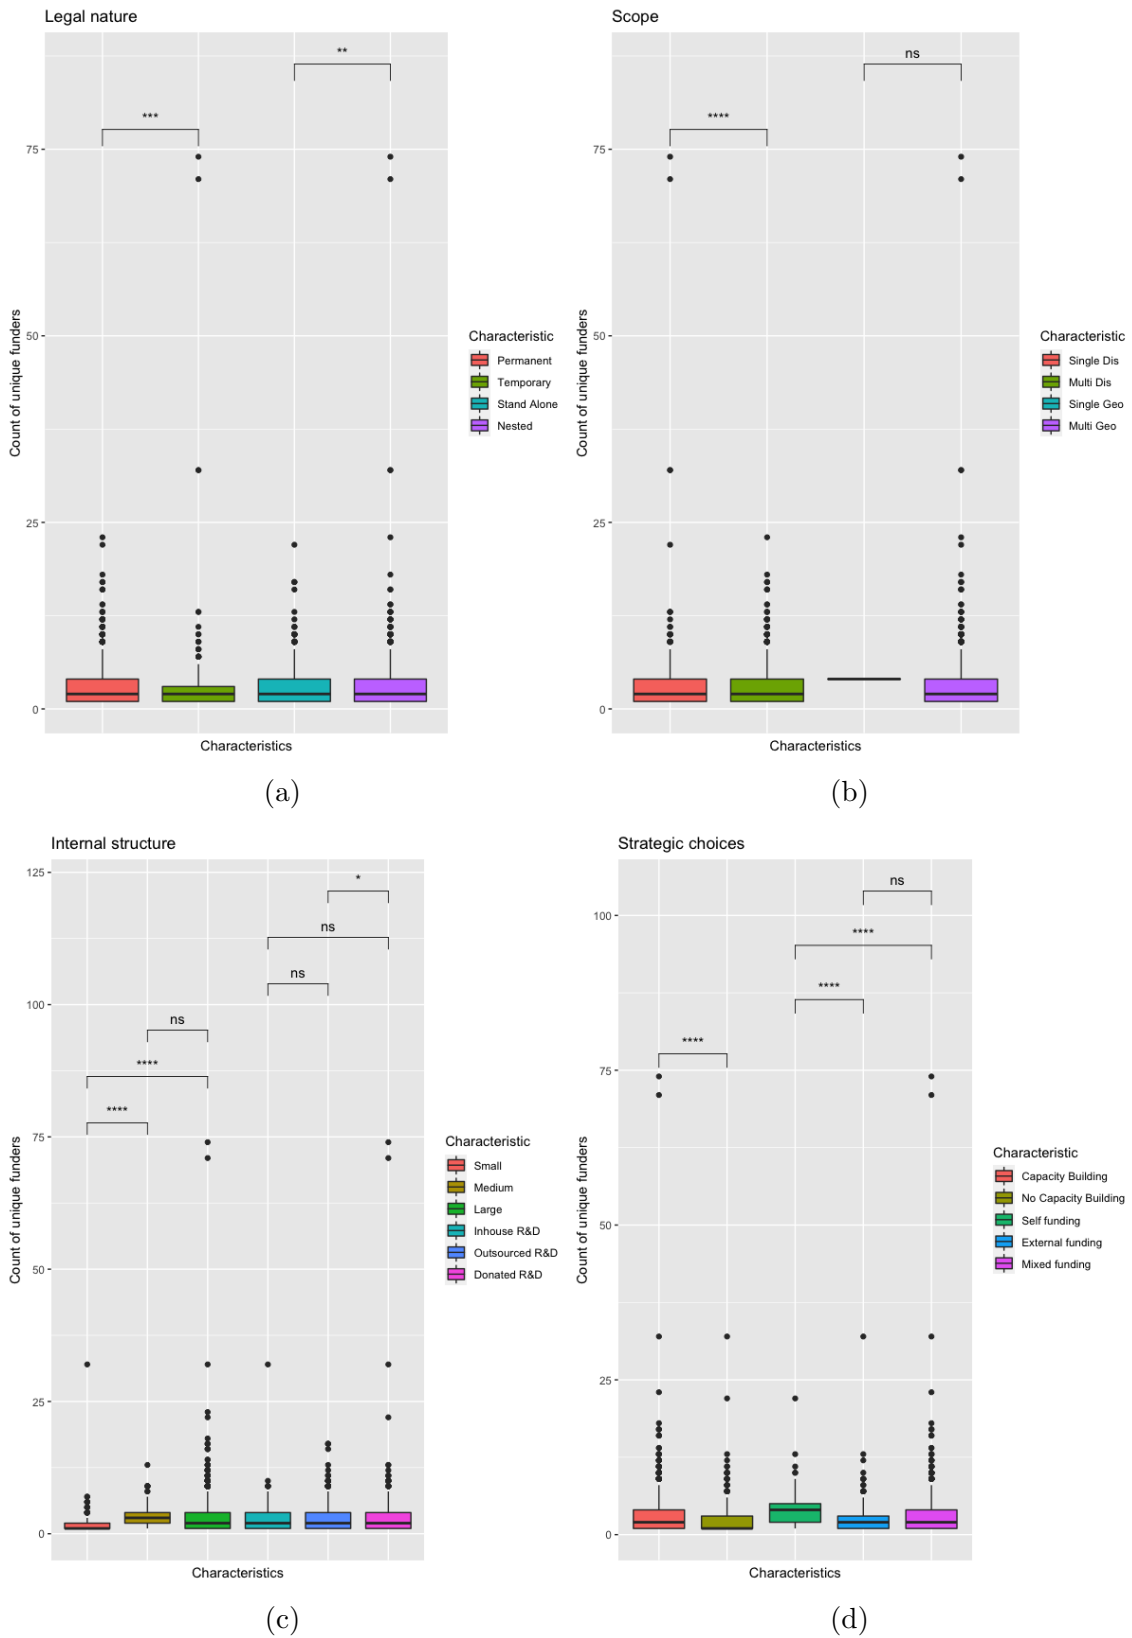 Legal nature
**
***
75
50
25
0
Count of unique funders
Characteristics
Characteristic
Permanent
Temporary
Stand Alone
Nested
(a)
Scope
ns
****
75
50
25
0
Count of unique funders
Characteristics
Characteristic
Single Dis
Multi Dis
Single Geo
Multi Geo
(b)
Internal structure
125
*
ns
ns
100
ns
****
****
75
50
25
0
Count of unique funders
Characteristics
Characteristic
Small
Medium
Large
Inhouse R&D
Outsourced R&D
Donated R&D
(c)
Strategic choices
ns
100
****
****
****
75
50
25
0
Count of unique funders
Characteristics
Characteristic
Capacity Building
No Capacity Building
Self funding
External funding
Mixed funding
(d)